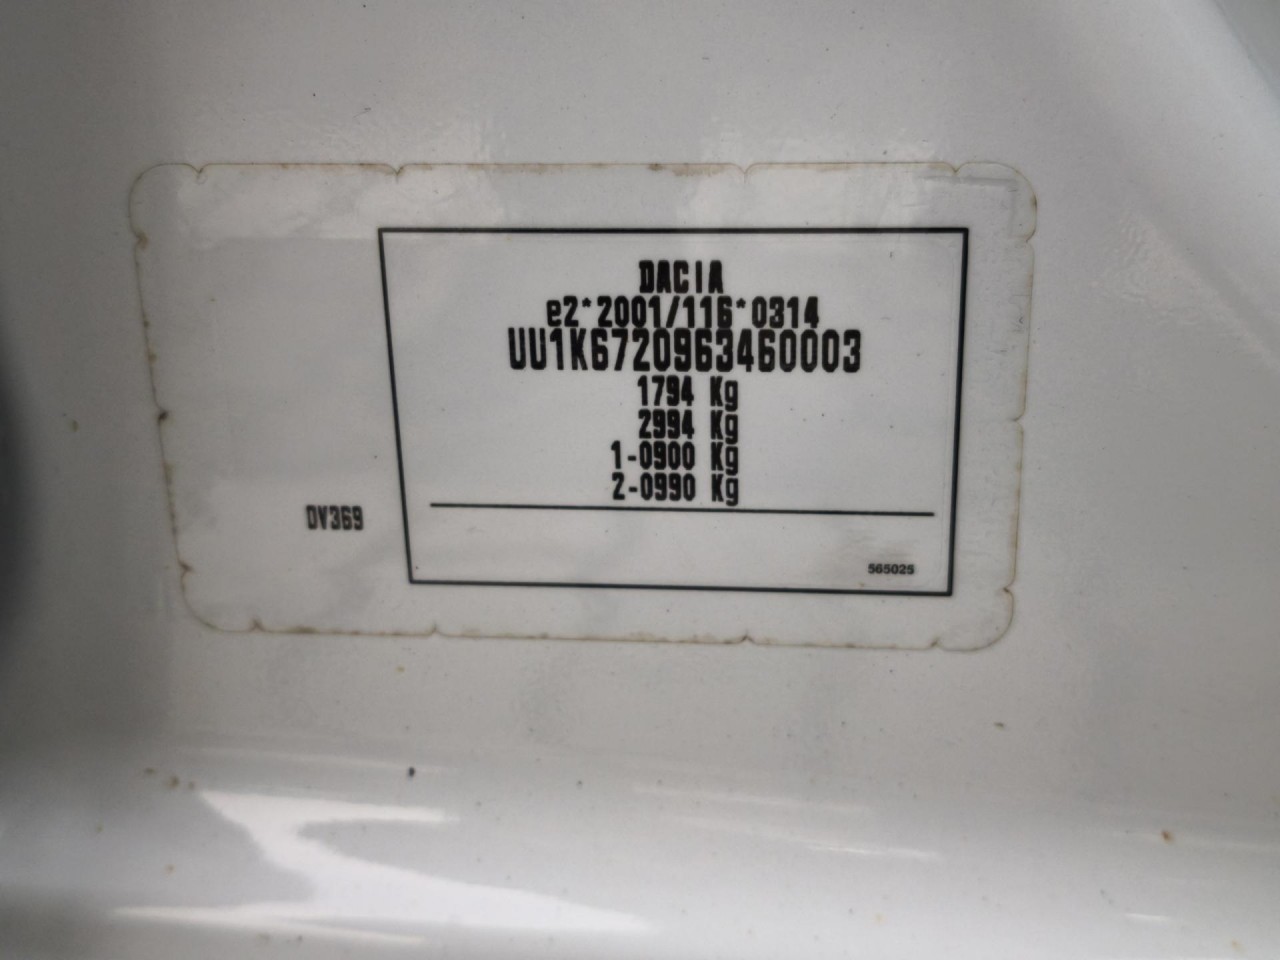 DACIA
e2*2001/116*0314
UU1K6720963460003
1794 Kg
2994 Kg
1-0900 Kg
2-0990 Kg
DV369
565025